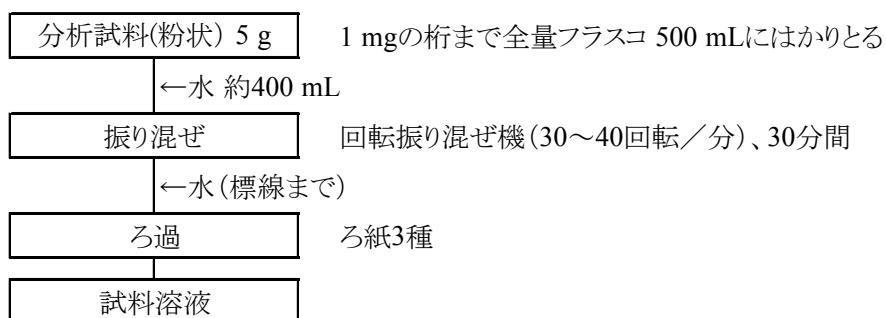 分析試料(粉状) 5 g 1 mgの桁まで全量フラスコ 500 mLにはかりとる
←水 約400 mL
振り混ぜ 回転振り混ぜ機(30～40回転/分)、30分間
←水(標線まで)
ろ過 ろ紙3種
試料溶液